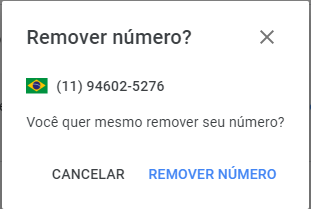 Remover número?
(11) 94602-5276
Você quer mesmo remover seu número?
CANCELAR REMOVER NÚMERO